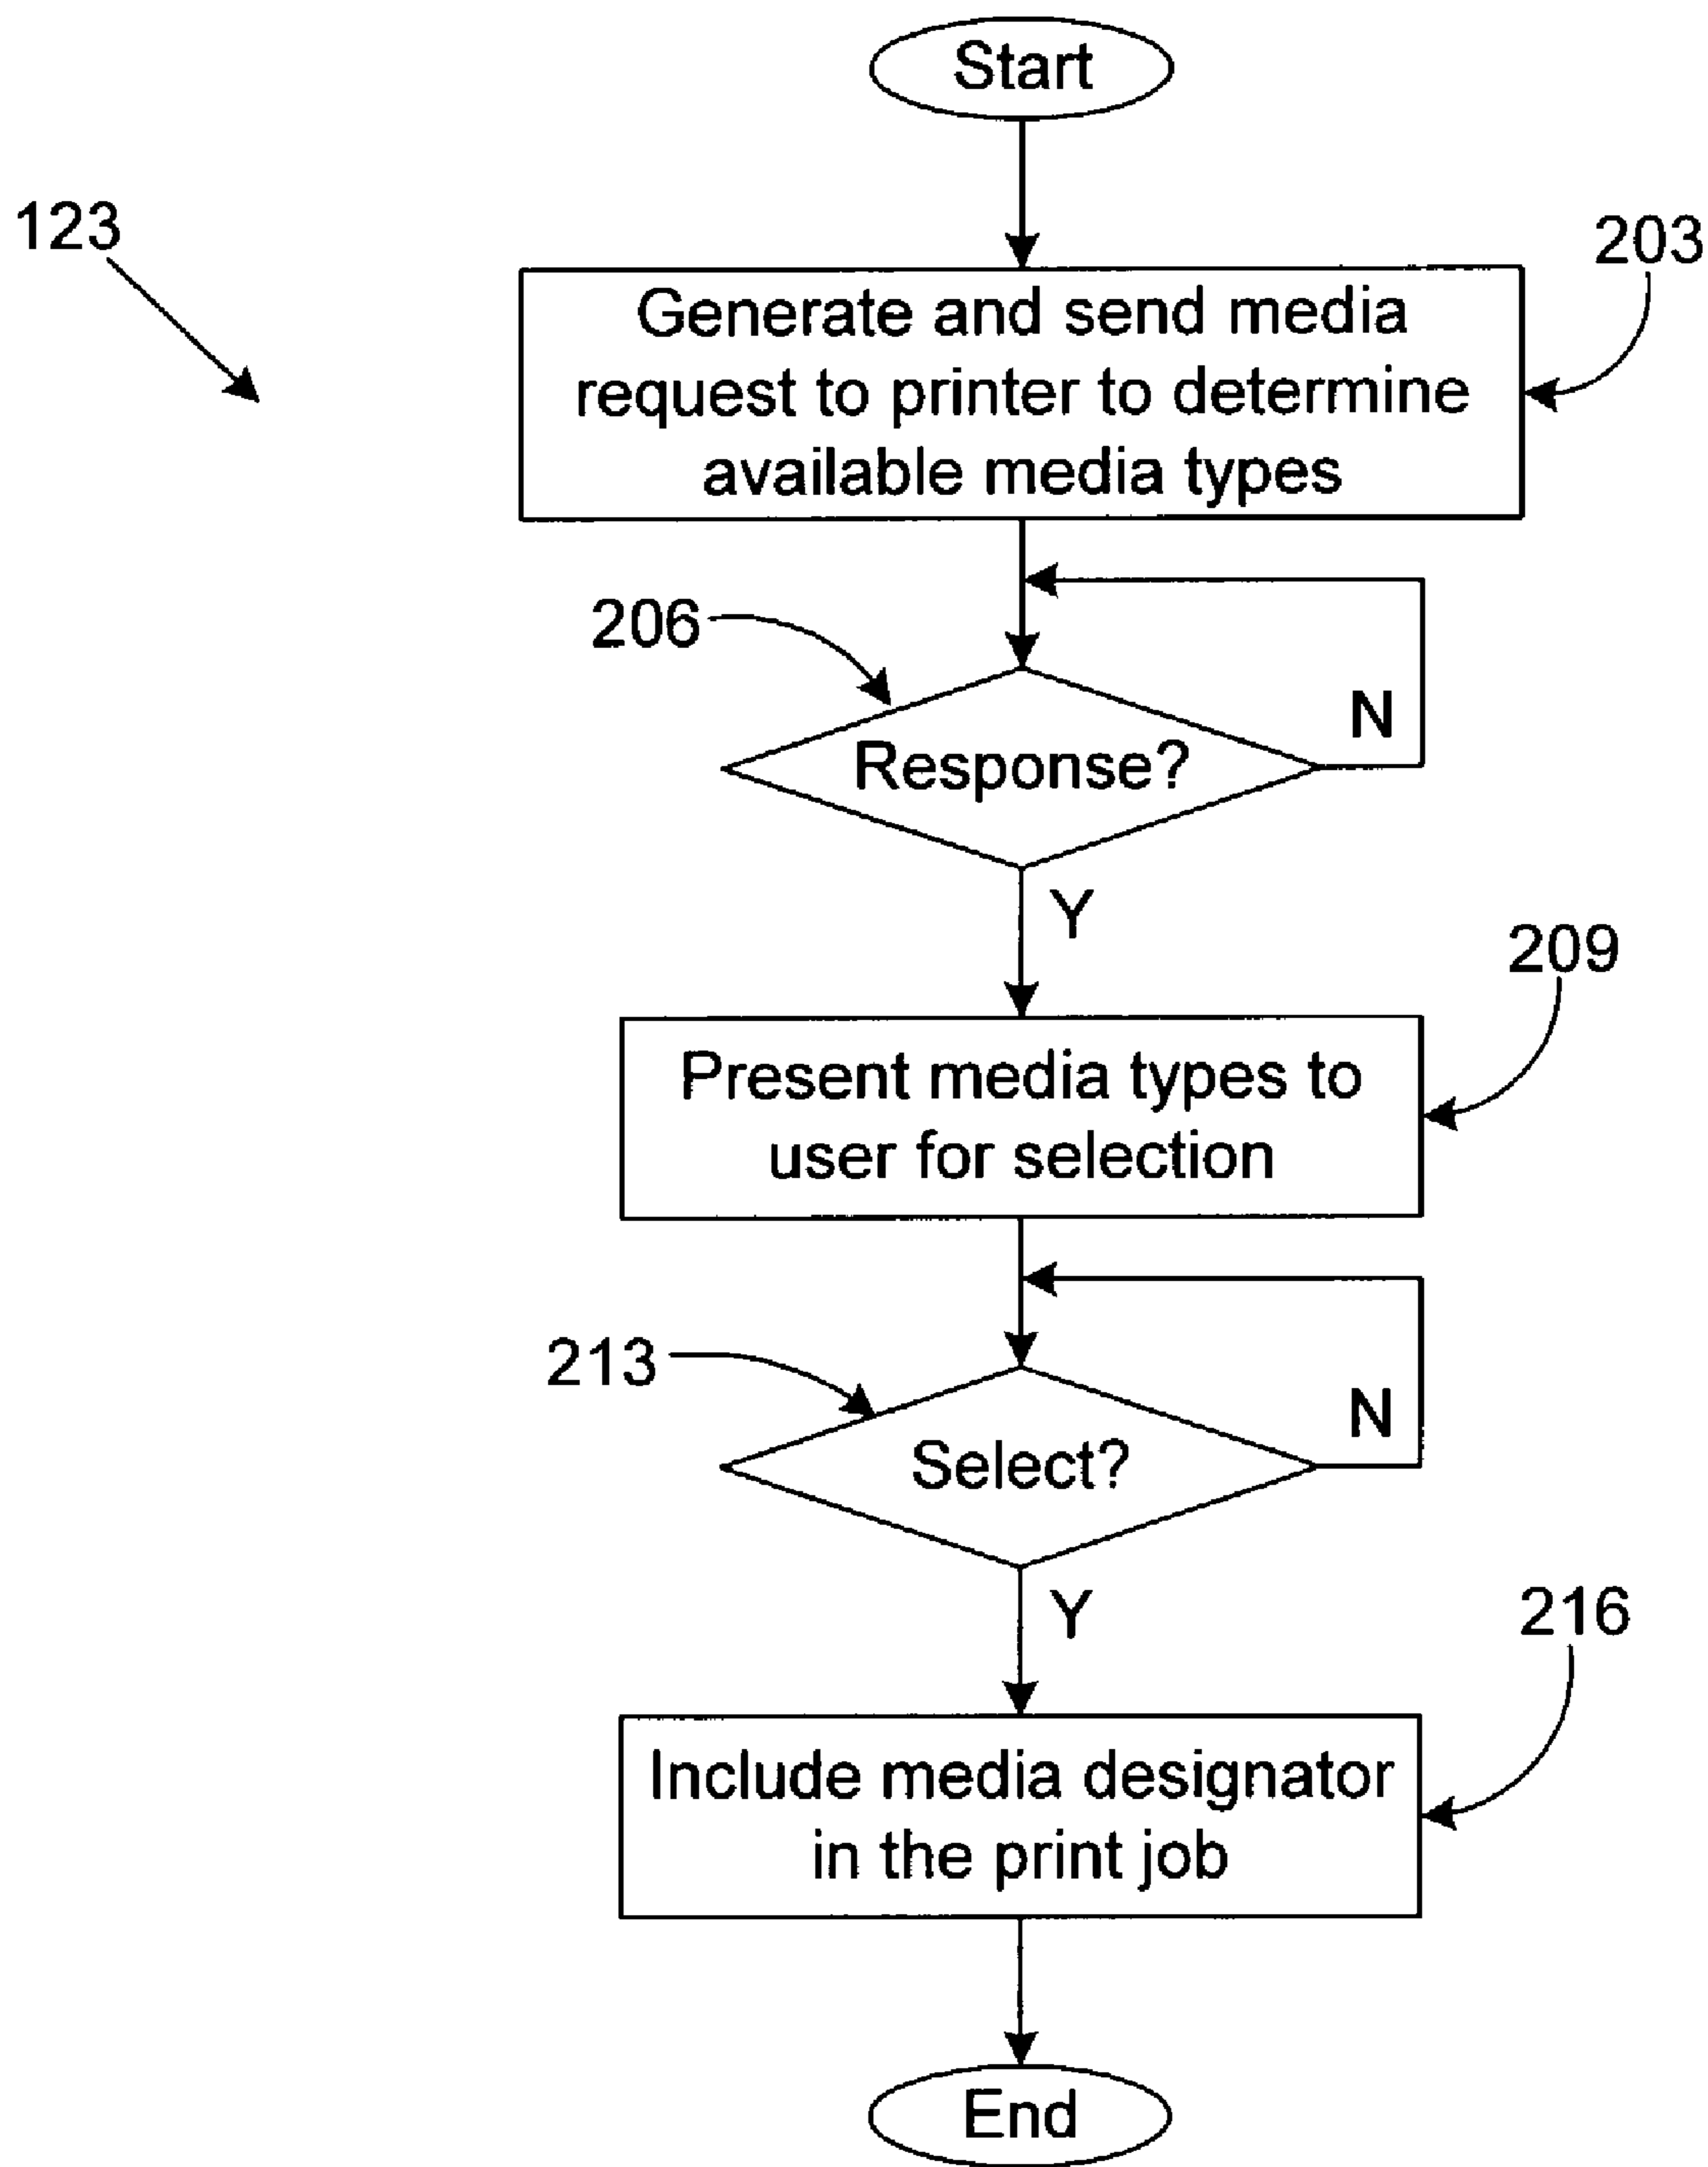 Start
123
203
Generate and send media
request to printer to determine
available media types
206
N
Response?
Y
209
Present media types to
user for selection
213
N
Select?
Y
216
Include media designator
in the print job
End